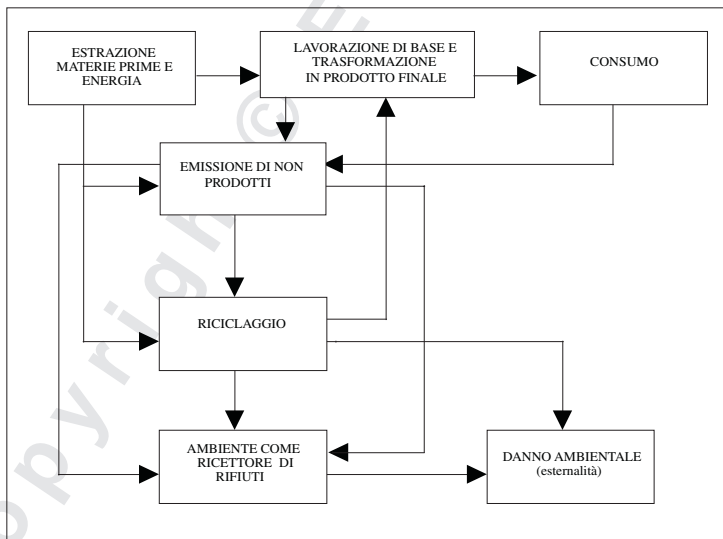 ESTRAZIONE
MATERIE PRIME E
ENERGIA
LAVORAZIONE DI BASE E
TRASFORMAZIONE
IN PRODOTTO FINALE
CONSUMO
EMISSIONE DI NON
PRODOTTI
RICICLAGGIO
AMBIENTE COME
RICETTORE DI
RIFIUTI
DANNO AMBIENTALE
(esternalità)
opyright ©